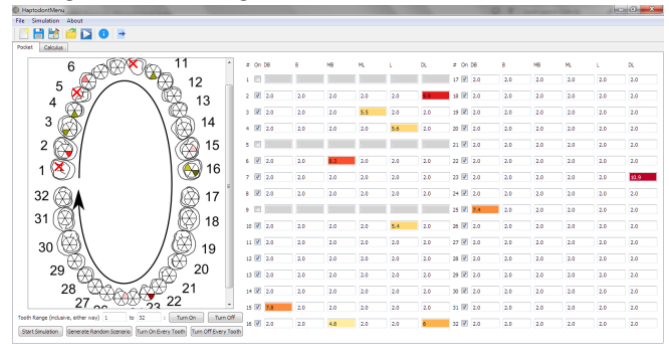 HaptodontMenu
File Simulation About
Pocket Calculus
6 11
5 12
4 13
3 14
2 15
1 16
32 17
31 18
30 19
29 20
28 21
27 22
23
Tooth Range (inclusive, either way) 1 to 32 : Turn On Turn Off
Start Simulation Generate Random Scenario Turn On Every Tooth Turn Off Every Tooth
# On DB B MB ML L DL # On DB B MB ML L DL
1 17 2.0 2.0 2.0 2.0 2.0 2.0
2 2.0 2.0 2.0 2.0 2.0 18 2.0 2.0 2.0 2.0 2.0 2.0
3 2.0 2.0 2.0 5.5 2.0 2.0 19 2.0 2.0 2.0 2.0 2.0 2.0
4 2.0 2.0 2.0 2.0 5.6 2.0 20 2.0 2.0 2.0 2.0 2.0 2.0
5 21 2.0 2.0 2.0 2.0 2.0 2.0
6 2.0 2.0 2.0 2.0 2.0 22 2.0 2.0 2.0 2.0 2.0 2.0
7 2.0 2.0 2.0 2.0 2.0 2.0 23 2.0 2.0 2.0 2.0 2.0 10.9
8 2.0 2.0 2.0 2.0 2.0 2.0 24 2.0 2.0 2.0 2.0 2.0 2.0
9 25 7.4 2.0 2.0 2.0 2.0 2.0
10 2.0 2.0 2.0 2.0 5.4 2.0 26 2.0 2.0 2.0 2.0 2.0 2.0
11 2.0 2.0 2.0 2.0 2.0 2.0 27 2.0 2.0 2.0 2.0 2.0 2.0
12 2.0 2.0 2.0 2.0 2.0 2.0 28 2.0 2.0 2.0 2.0 2.0 2.0
13 2.0 2.0 2.0 2.0 2.0 2.0 29 2.0 2.0 2.0 2.0 2.0 2.0
14 2.0 2.0 2.0 2.0 2.0 2.0 30 2.0 2.0 2.0 2.0 2.0 2.0
15 7.8 2.0 2.0 2.0 2.0 2.0 31 2.0 2.0 2.0 2.0 2.0 2.0
16 2.0 2.0 4.8 2.0 2.0 6 32 2.0 2.0 2.0 2.0 2.0 2.0